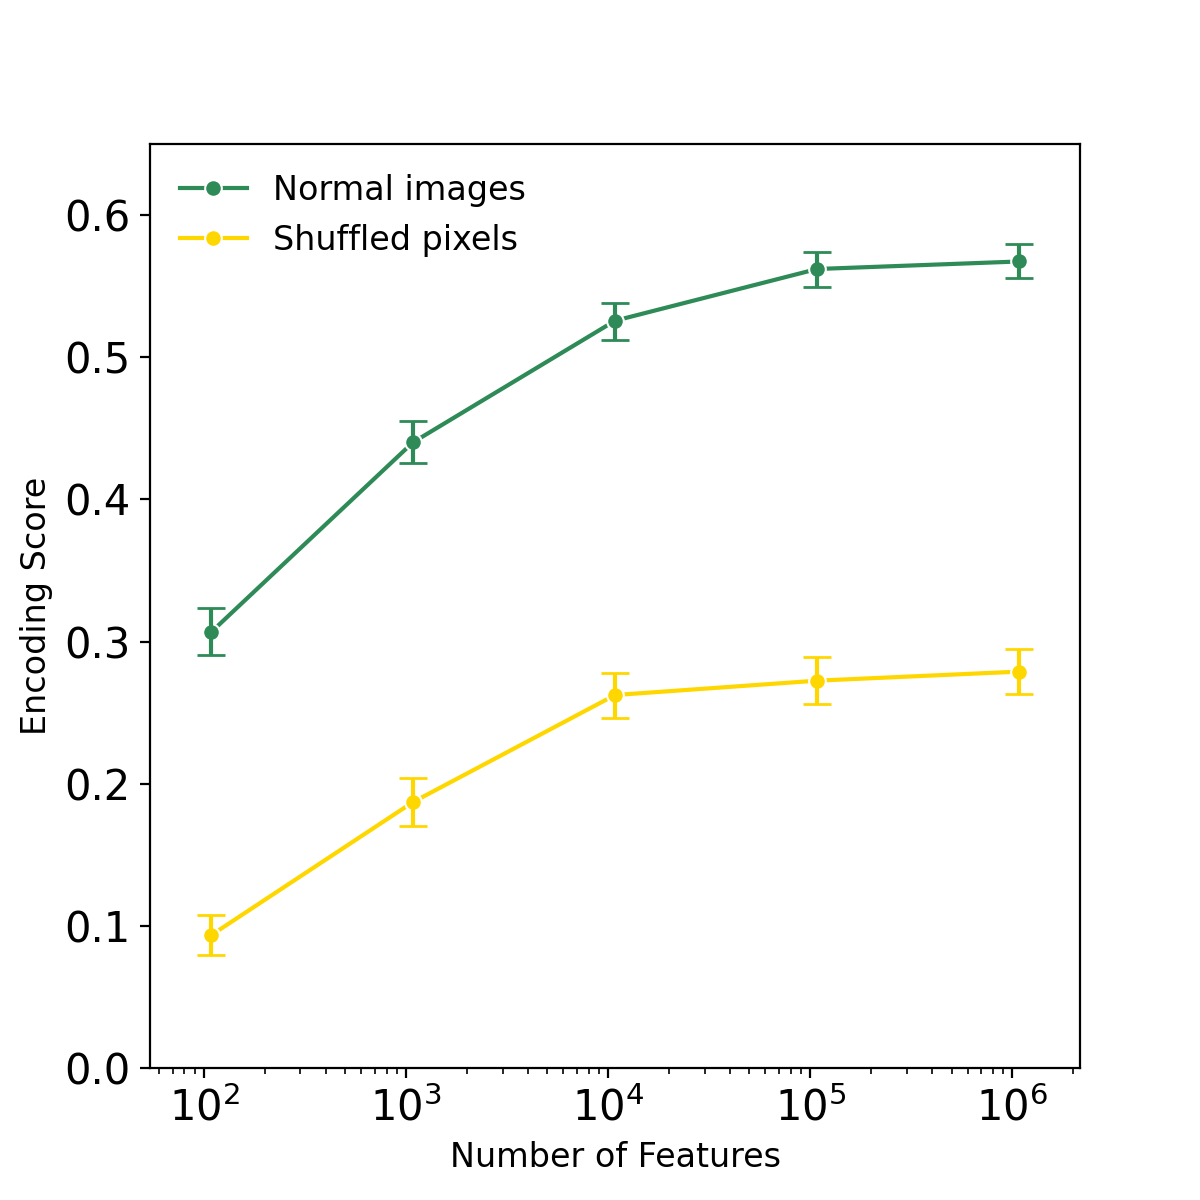 Normal images
Shuffled pixels
0.6
0.5
0.4
0.3
0.2
0.1
0.0
Encoding Score
10² 10³ 10⁴ 10⁵ 10⁶
Number of Features